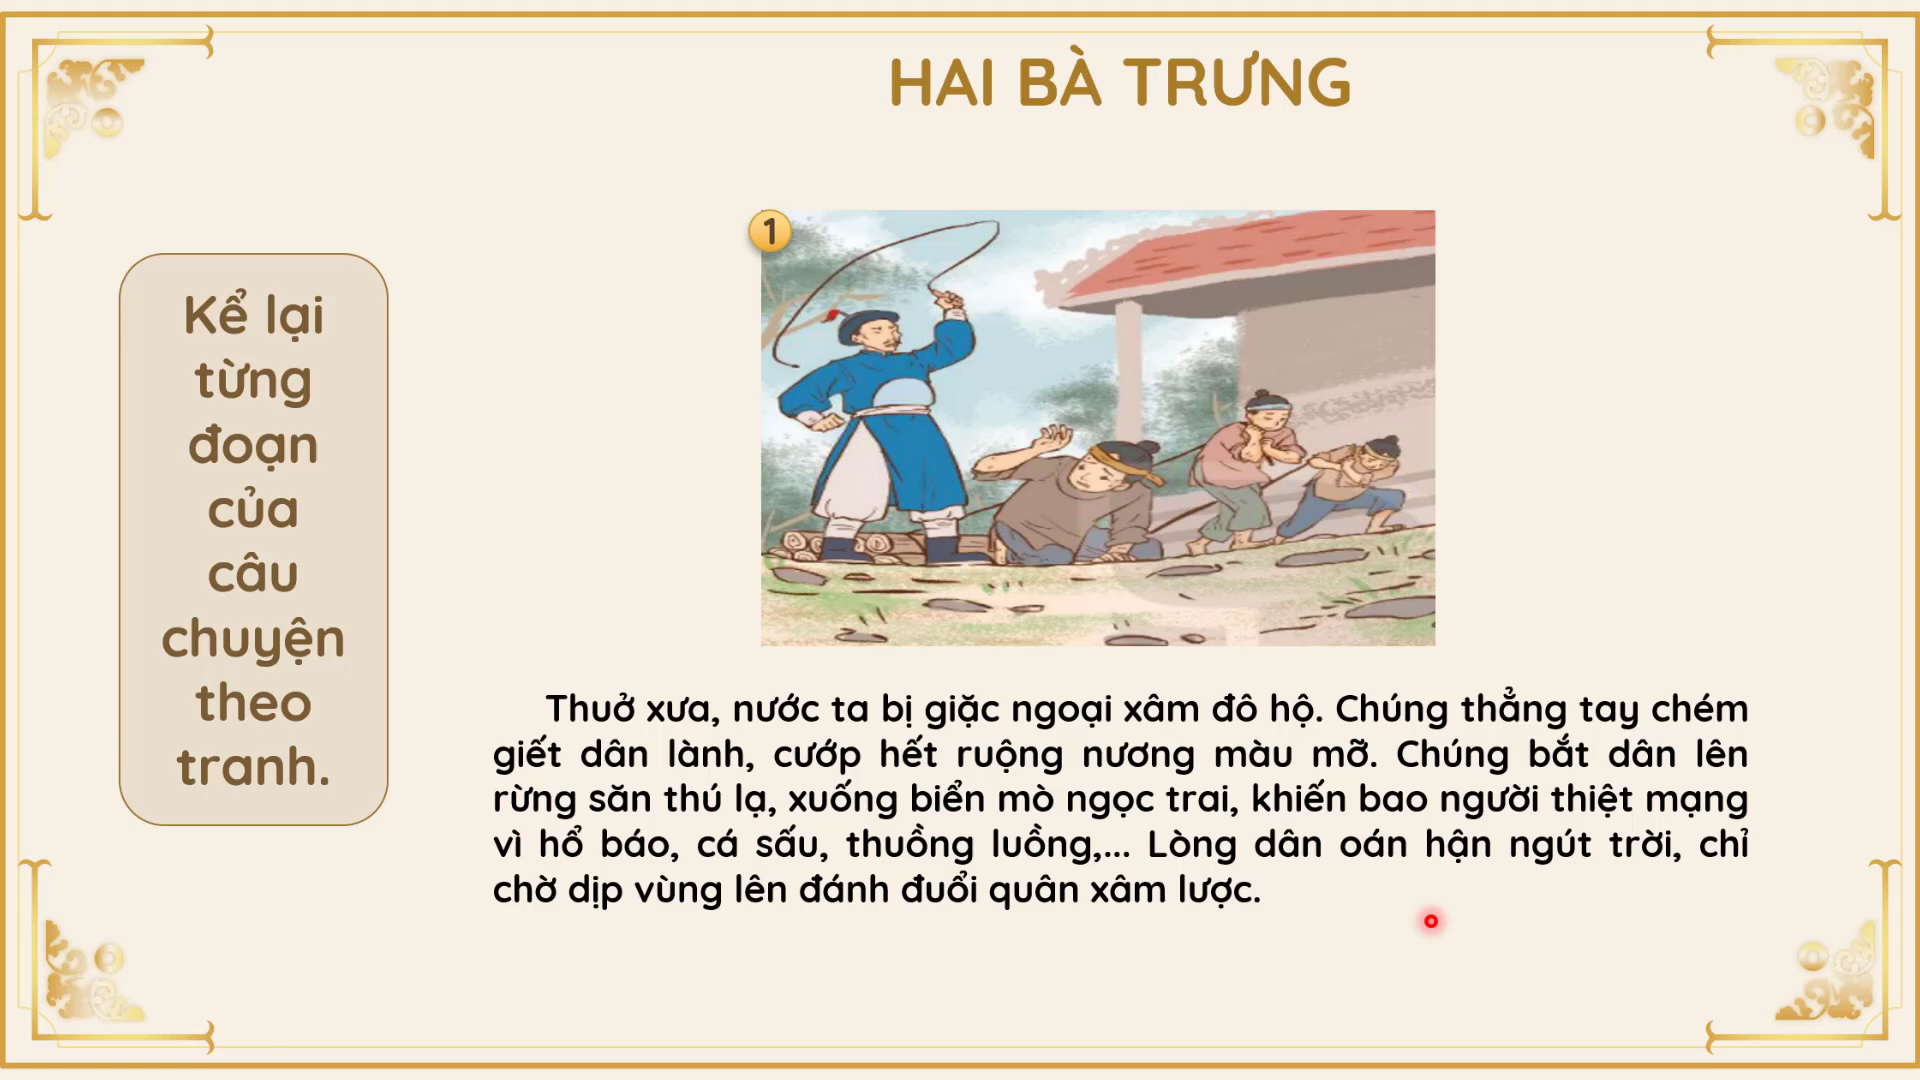 HAI BÀ TRƯNG
1
Kể lại
từng
đoạn
của
câu
chuyện
theo
tranh.
Thuở xưa, nước ta bị giặc ngoại xâm đô hộ. Chúng thẳng tay chém
giết dân lành, cướp hết ruộng nương màu mỡ. Chúng bắt dân lên
rừng săn thú lạ, xuống biển mò ngọc trai, khiến bao người thiệt mạng
vì hổ báo, cá sấu, thuồng luồng,... Lòng dân oán hận ngút trời, chỉ
chờ dịp vùng lên đánh đuổi quân xâm lược.